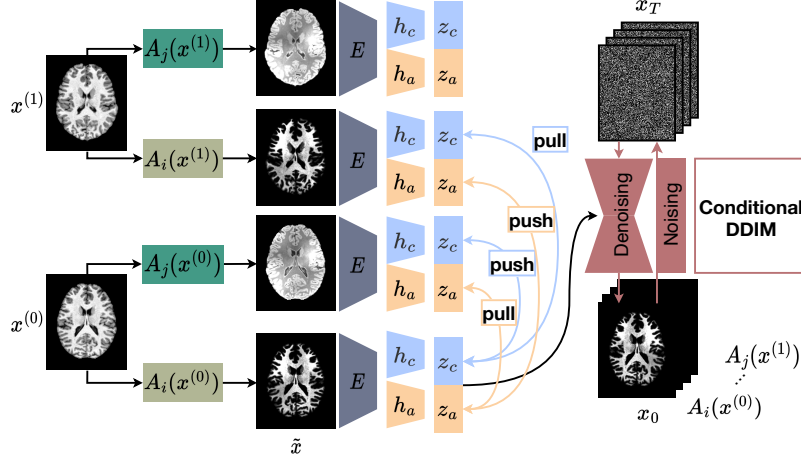 x^{(1)}
A_j(x^{(1)})
E
h_c
z_c
h_a
z_a
A_i(x^{(1)})
E
h_c
z_c
h_a
z_a
x^{(0)}
A_j(x^{(0)})
E
h_c
z_c
h_a
z_a
A_i(x^{(0)})
E
h_c
z_c
h_a
z_a
x̃
pull
push
push
pull
x_T
Denoising
Noising
Conditional
DDIM
x_0
A_j(x^{(1)})
⋰
A_i(x^{(0)})